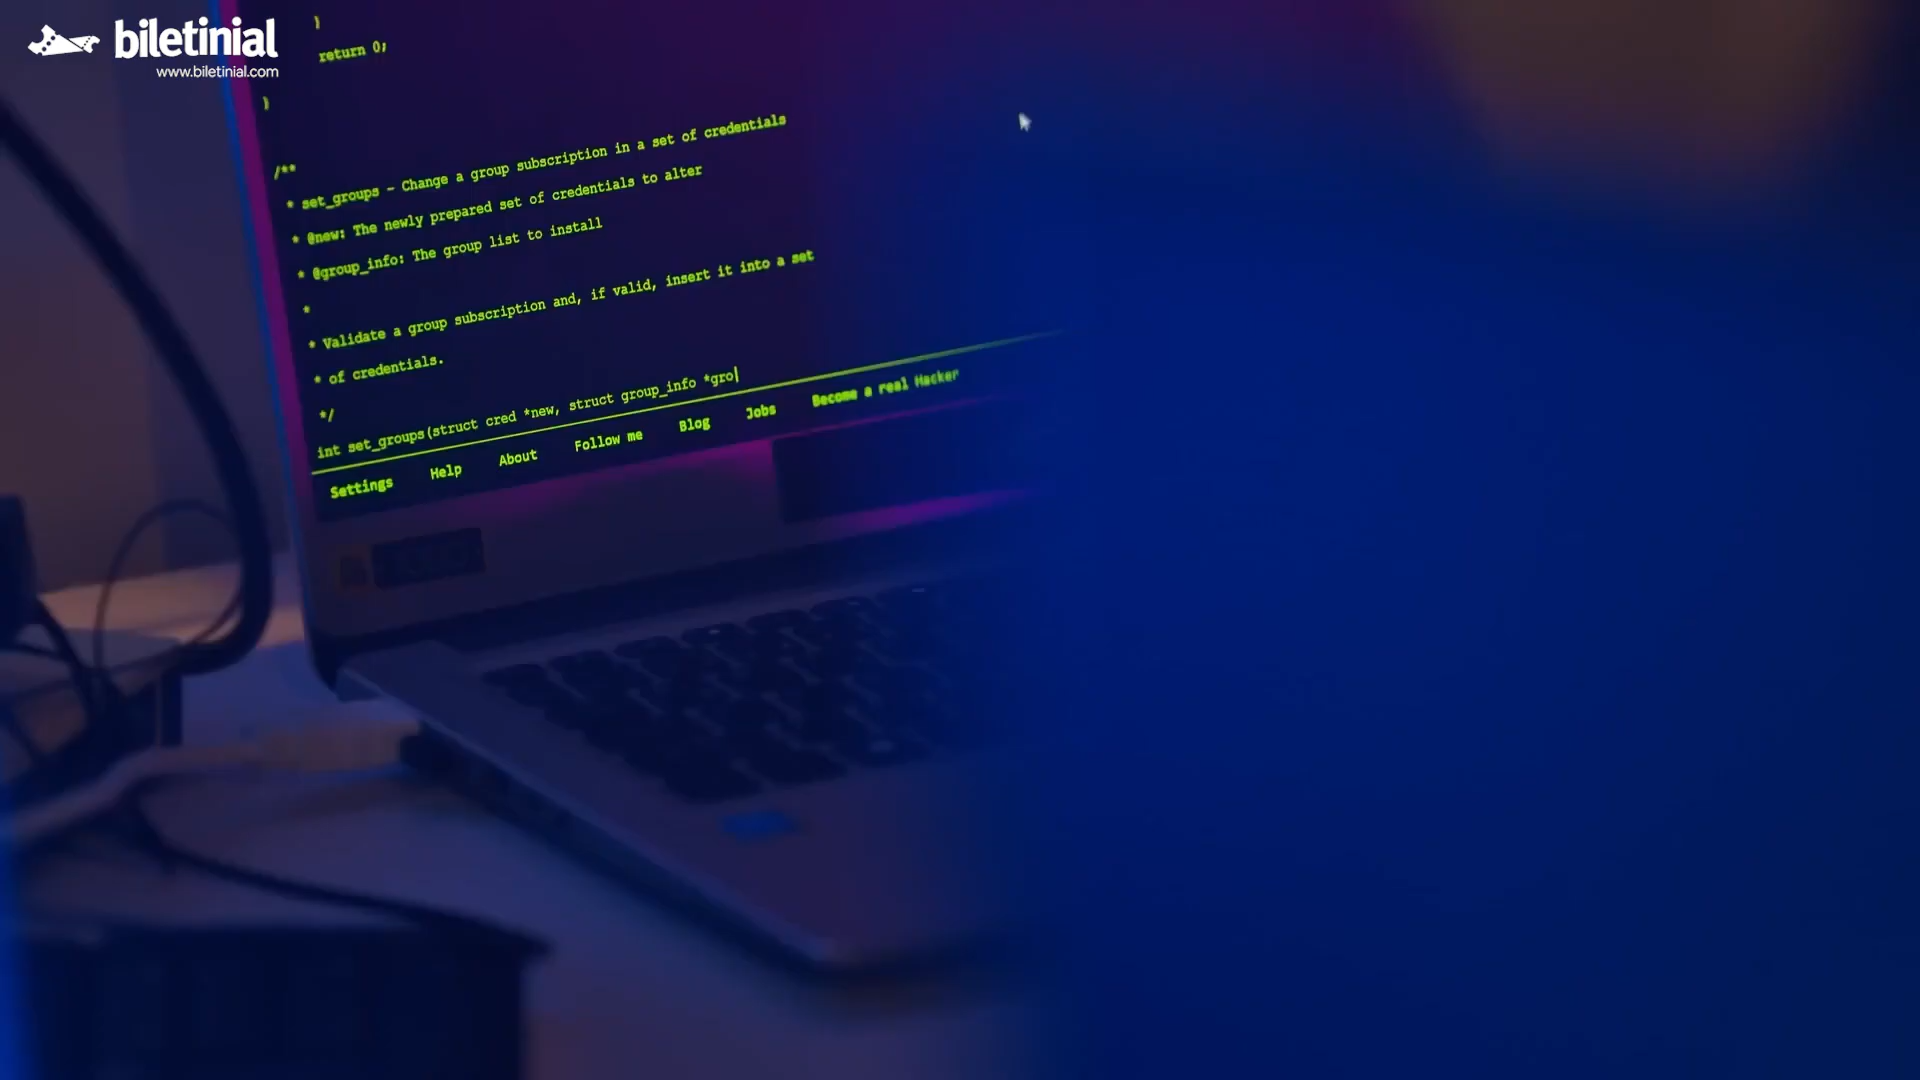 biletinial
www.biletinial.com
}
return 0;
}
/**
* set_groups - Change a group subscription in a set of credentials
* @new: The newly prepared set of credentials to alter
* @group_info: The group list to install
*
* Validate a group subscription and, if valid, insert it into a set
* of credentials.
*/
int set_groups(struct cred *new, struct group_info *gro
Settings Help About Follow me Blog Jobs Become a real Hacker